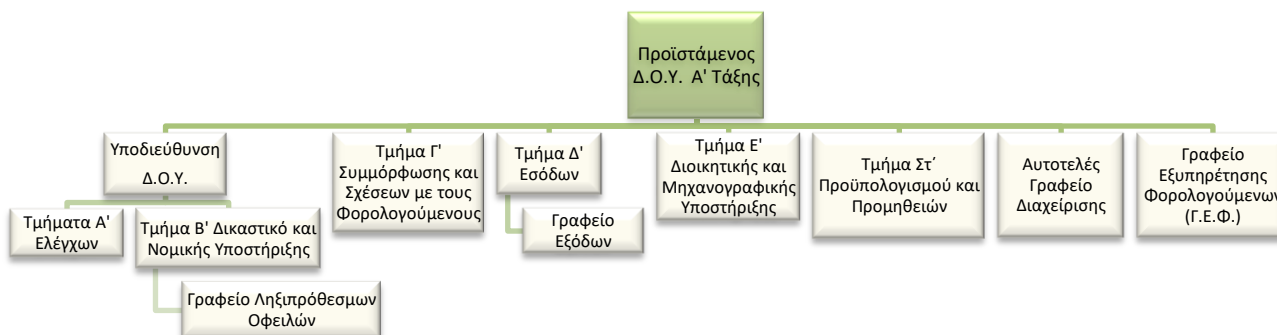 Προϊστάμενος
Δ.Ο.Υ. Α' Τάξης
Υποδιεύθυνση
Δ.Ο.Υ.
Τμήματα Α'
Ελέγχων
Τμήμα Β' Δικαστικό και
Νομικής Υποστήριξης
Γραφείο Ληξιπρόθεσμων
Οφειλών
Τμήμα Γ'
Συμμόρφωσης και
Σχέσεων με τους
Φορολογούμενους
Τμήμα Δ'
Εσόδων
Γραφείο
Εξόδων
Τμήμα Ε'
Διοικητικής και
Μηχανογραφικής
Υποστήριξης
Τμήμα Στ΄
Προϋπολογισμού και
Προμηθειών
Αυτοτελές
Γραφείο
Διαχείρισης
Γραφείο
Εξυπηρέτησης
Φορολογούμενων
(Γ.Ε.Φ.)